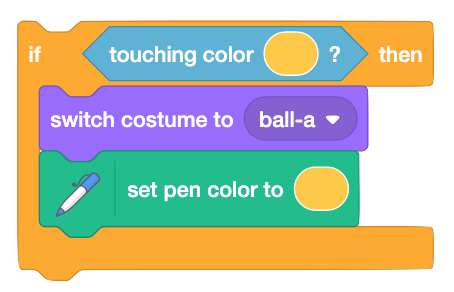 if touching color ? then
switch costume to ball-a
set pen color to